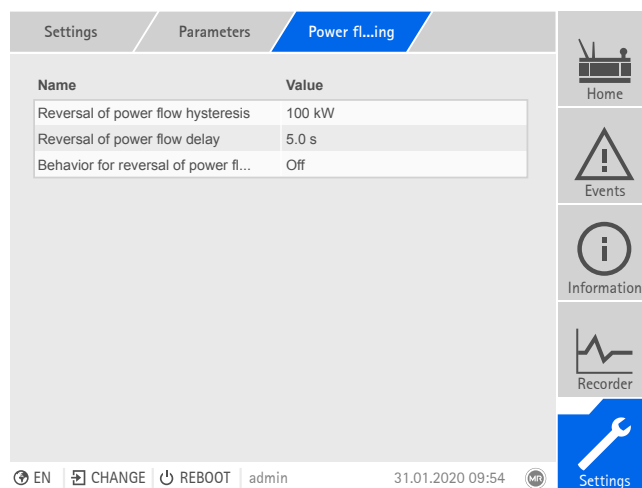 Settings Parameters Power fl...ing
Name Value
Reversal of power flow hysteresis 100 kW
Reversal of power flow delay 5.0 s
Behavior for reversal of power fl... Off
Home
Events
Information
Recorder
Settings
EN CHANGE REBOOT admin 31.01.2020 09:54 MR